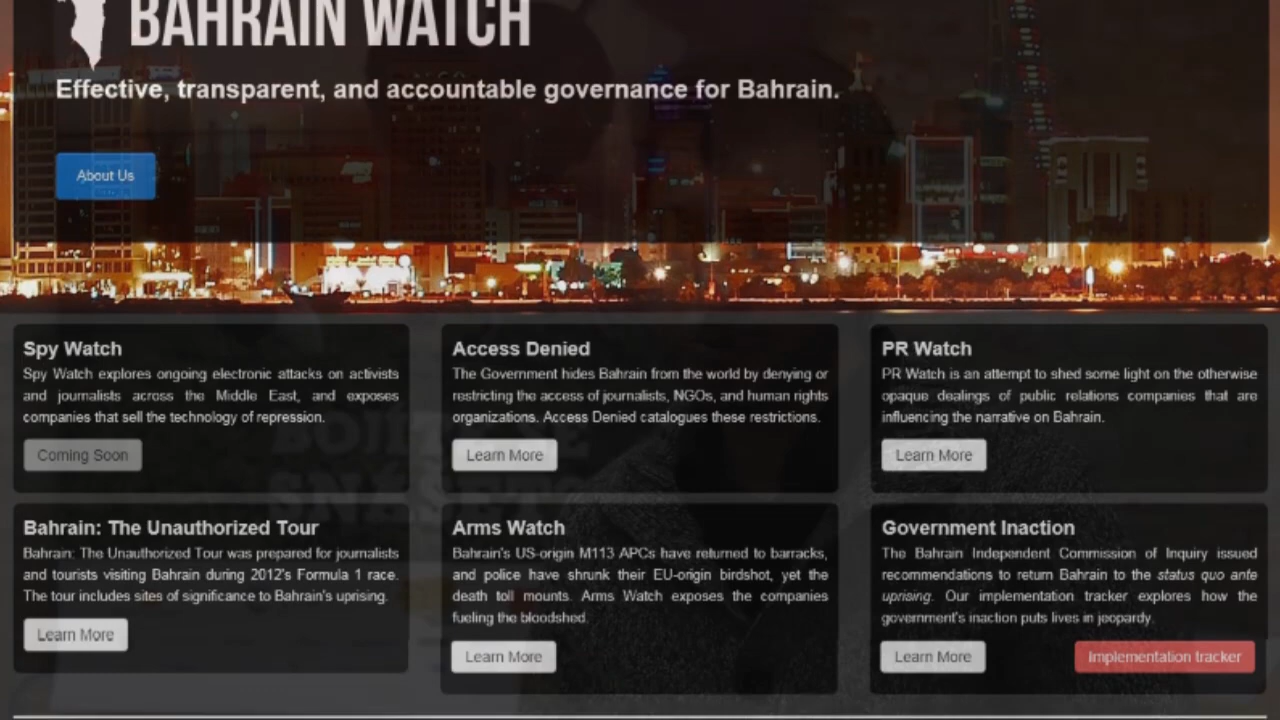 BAHRAIN WATCH
Effective, transparent, and accountable governance for Bahrain.
About Us
Spy Watch
Spy Watch explores ongoing electronic attacks on activists
and journalists across the Middle East, and exposes
companies that sell the technology of repression.
Coming Soon
Access Denied
The Government hides Bahrain from the world by denying or
restricting the access of journalists, NGOs, and human rights
organizations. Access Denied catalogues these restrictions.
Learn More
PR Watch
PR Watch is an attempt to shed some light on the otherwise
opaque dealings of public relations companies that are
influencing the narrative on Bahrain.
Learn More
Bahrain: The Unauthorized Tour
Bahrain: The Unauthorized Tour was prepared for journalists
and tourists visiting Bahrain during 2012's Formula 1 race.
The tour includes sites of significance to Bahrain's uprising.
Learn More
Arms Watch
Bahrain's US-origin M113 APCs have returned to barracks,
and police have shrunk their EU-origin birdshot, yet the
death toll mounts. Arms Watch exposes the companies
fueling the bloodshed.
Learn More
Government Inaction
The Bahrain Independent Commission of Inquiry issued
recommendations to return Bahrain to the status quo ante
uprising. Our implementation tracker explores how the
government's inaction puts lives in jeopardy.
Learn More
Implementation tracker